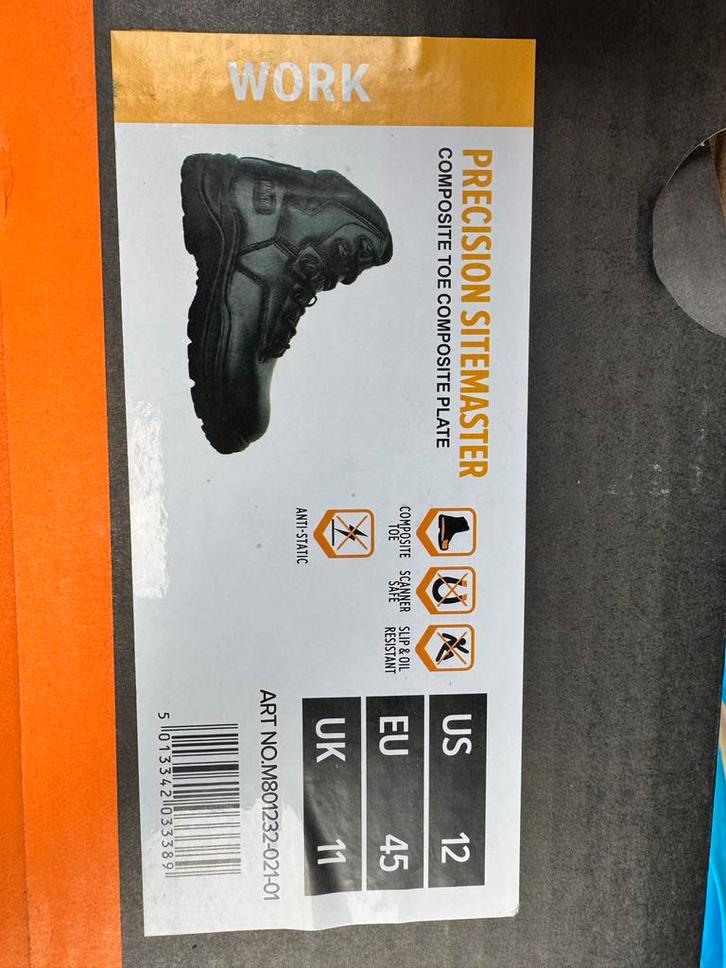 WORK
PRECISION SITEMASTER
COMPOSITE TOE COMPOSITE PLATE
COMPOSITE
TOE
SCANNER
SAFE
SLIP & OIL
RESISTANT
ANTI-STATIC
US 12
EU 45
UK 11
ART NO.M801232-021-01
5 013342 033389